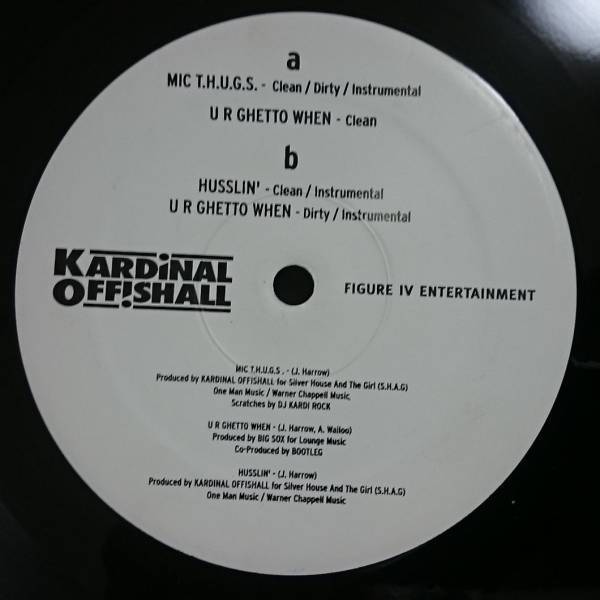 a
MIC T.H.U.G.S. - Clean / Dirty / Instrumental
U R GHETTO WHEN - Clean
b
HUSSLIN' - Clean / Instrumental
U R GHETTO WHEN - Dirty / Instrumental
KARDiNAL
OFF!SHALL
FIGURE IV ENTERTAINMENT
MIC T.H.U.G.S. - (J. Harrow)
Produced by KARDINAL OFFISHALL for Silver House And The Girl (S.H.A.G)
One Man Music / Warner Chappell Music
Scratches by DJ KARDI ROCK
U R GHETTO WHEN - (J. Harrow, A. Walloo)
Produced by BIG SOX for Lounge Music
Co-Produced by BOOTLEG
HUSSLIN' - (J. Harrow)
Produced by KARDINAL OFFISHALL for Silver House And The Girl (S.H.A.G)
One Man Music / Warner Chappell Music